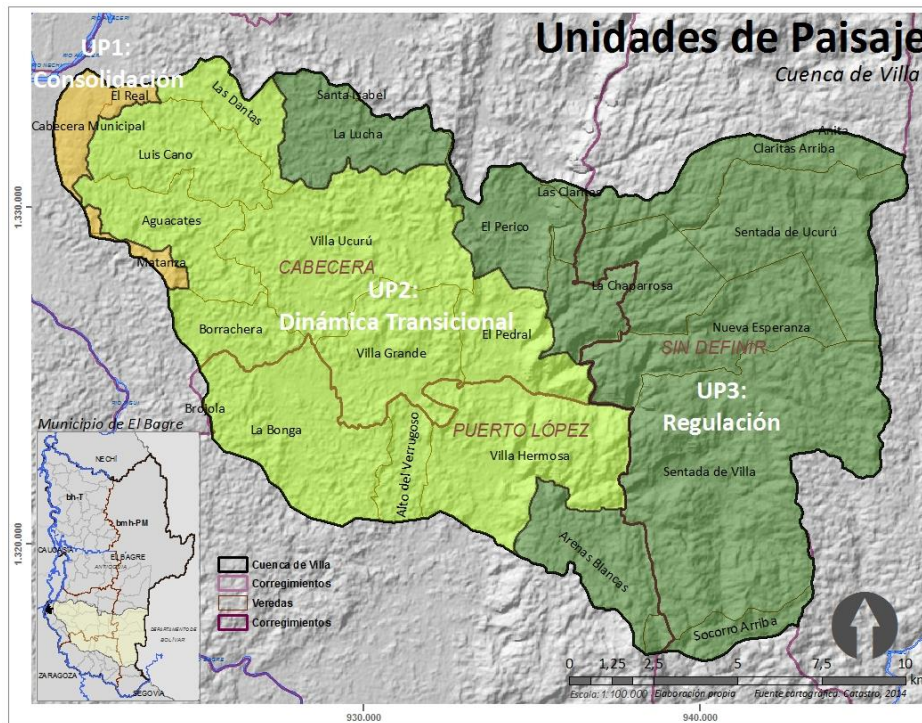 Unidades de Paisaje
Cuenca de Villa
UP1:
Consolidación
El Real
Cabecera Municipal
Las Dantas
Santa Isabel
La Lucha
Luis Cano
Anita
Claritas Arriba
Las Claritas
El Perico
Sentada de Ucurú
Aguacates
Villa Ucurú
Matanza
CABECERA
La Chaparrosa
UP2:
Dinámica Transicional
Borrachera
Villa Grande
El Pedral
Nueva Esperanza
SIN DEFINIR
UP3:
Regulación
La Bonga
Alto del Verrugoso
PUERTO LÓPEZ
Villa Hermosa
Sentada de Villa
Arenas Blancas
Socorro Arriba
1.330.000
1.320.000
930.000
940.000
Municipio de El Bagre
NECHÍ
bh-T
bmh-PM
CAUCASIA
EL BAGRE
ANTIOQUIA
DEPARTAMENTO DE
BOLÍVAR
ZARAGOZA
SEGOVIA
Cuenca de Villa
Corregimientos
Veredas
Corregimientos
0 1,25 2,5 5 7,5 10
km
Escala: 1:100.000 Elaboración propia Fuente cartográfica: Catastro, 2014